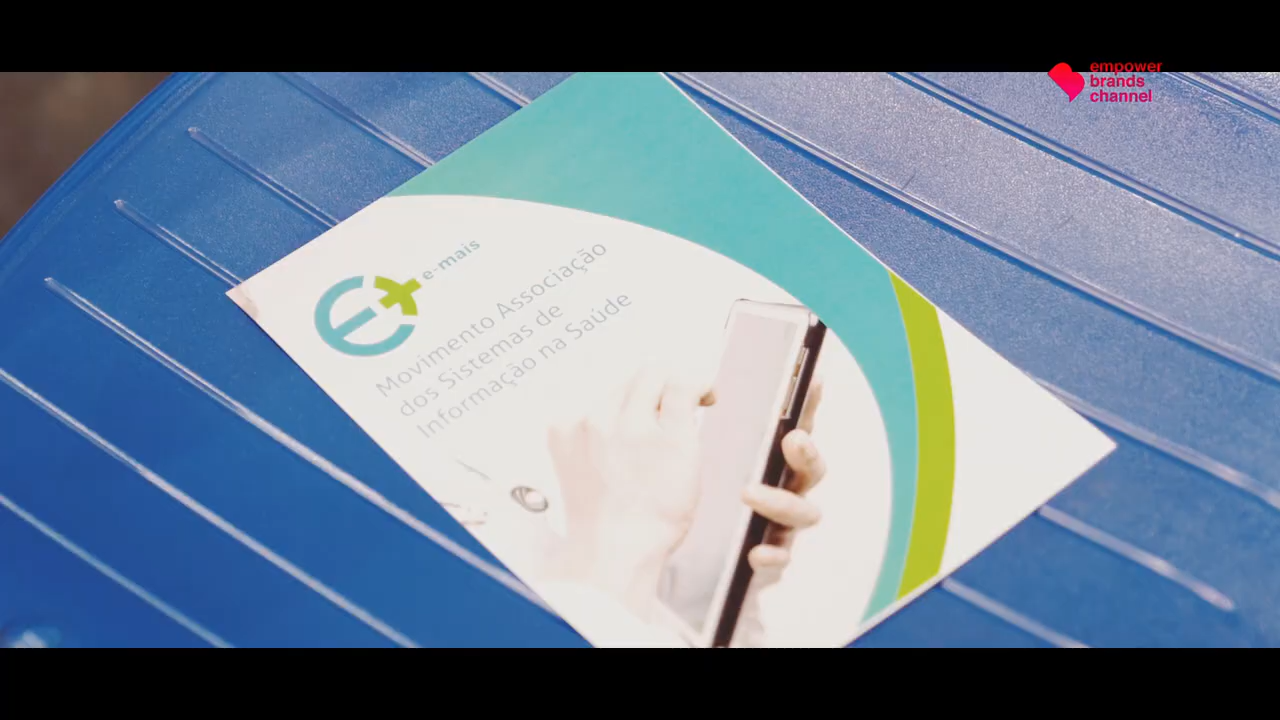 empower
brands
channel
e-mais
Movimento Associação
dos Sistemas de
Informação na Saúde